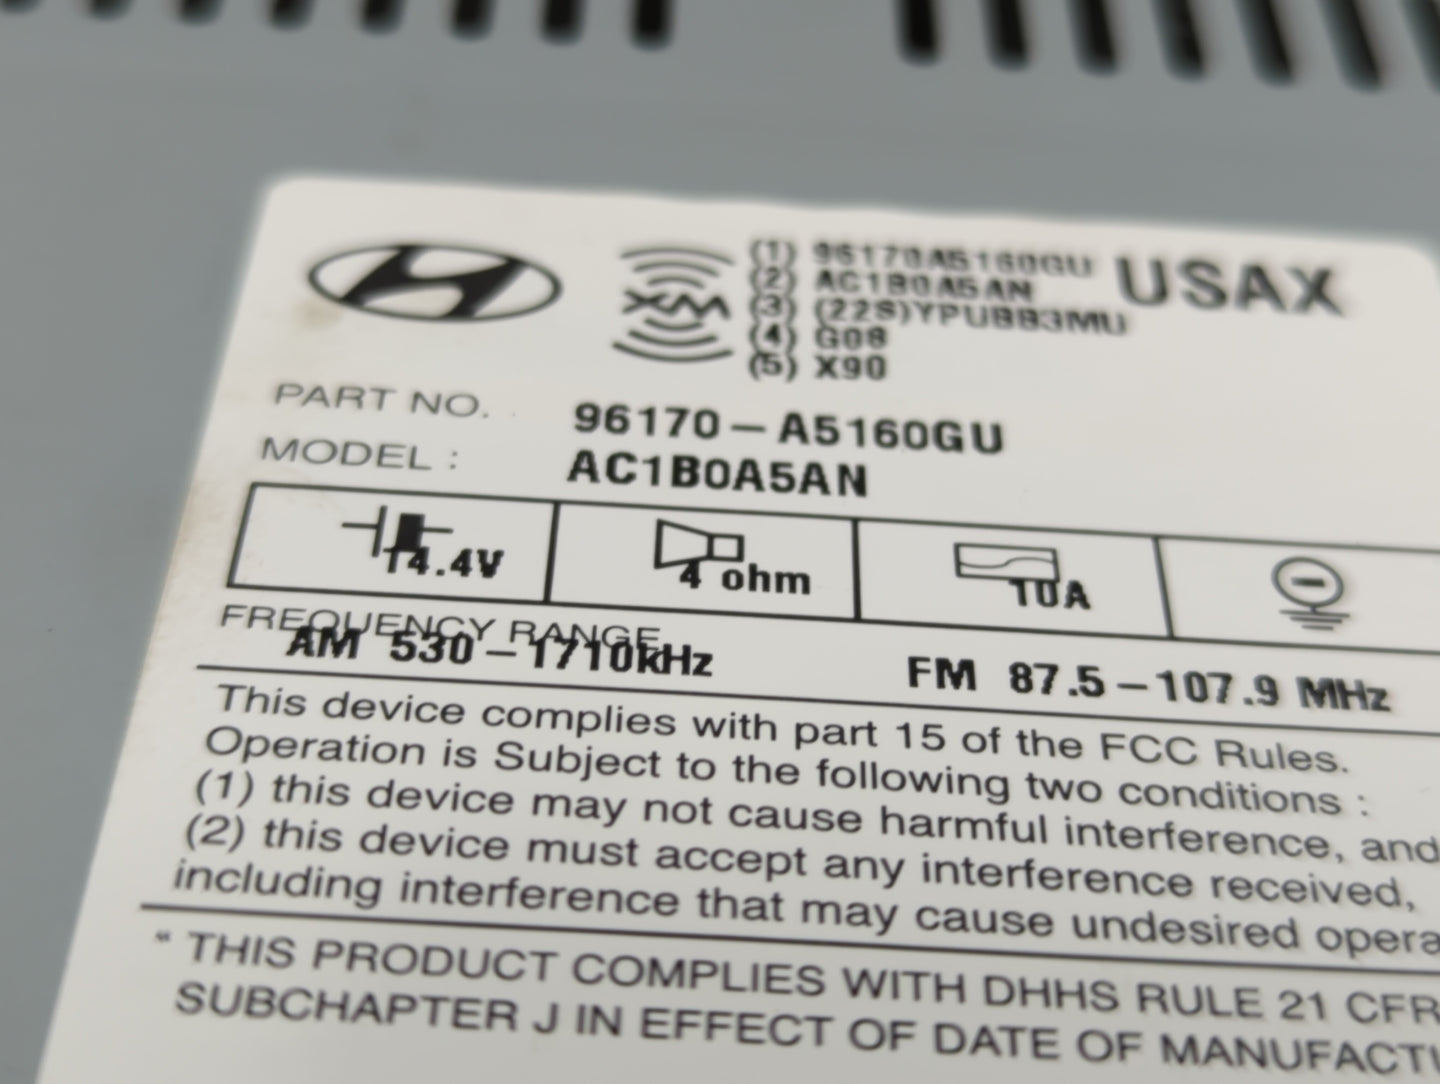 XM
(1) 96170A5160GU USAX
(2) AC1B0A5AN
(3) (22S)YPUBB3MU
(4) G08
(5) X90
PART NO. 96170-A5160GU
MODEL : AC1B0A5AN
14.4V 4 ohm 10A
FREQUENCY RANGE
AM 530-1710kHz FM 87.5-107.9 MHz
This device complies with part 15 of the FCC Rules.
Operation is Subject to the following two conditions :
(1) this device may not cause harmful interference, and
(2) this device must accept any interference received,
including interference that may cause undesired opera
" THIS PRODUCT COMPLIES WITH DHHS RULE 21 CFR
SUBCHAPTER J IN EFFECT OF DATE OF MANUFACTU